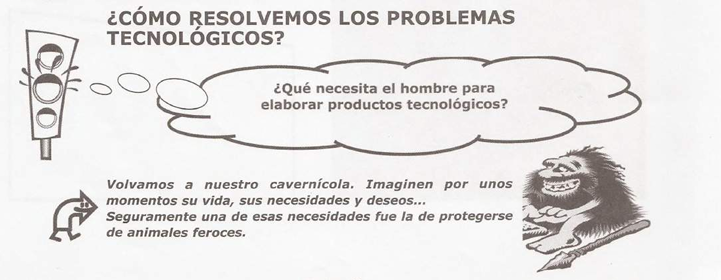 ¿CÓMO RESOLVEMOS LOS PROBLEMAS
TECNOLÓGICOS?
¿Qué necesita el hombre para
elaborar productos tecnológicos?
Volvamos a nuestro cavernícola. Imaginen por unos
momentos su vida, sus necesidades y deseos...
Seguramente una de esas necesidades fue la de protegerse
de animales feroces.